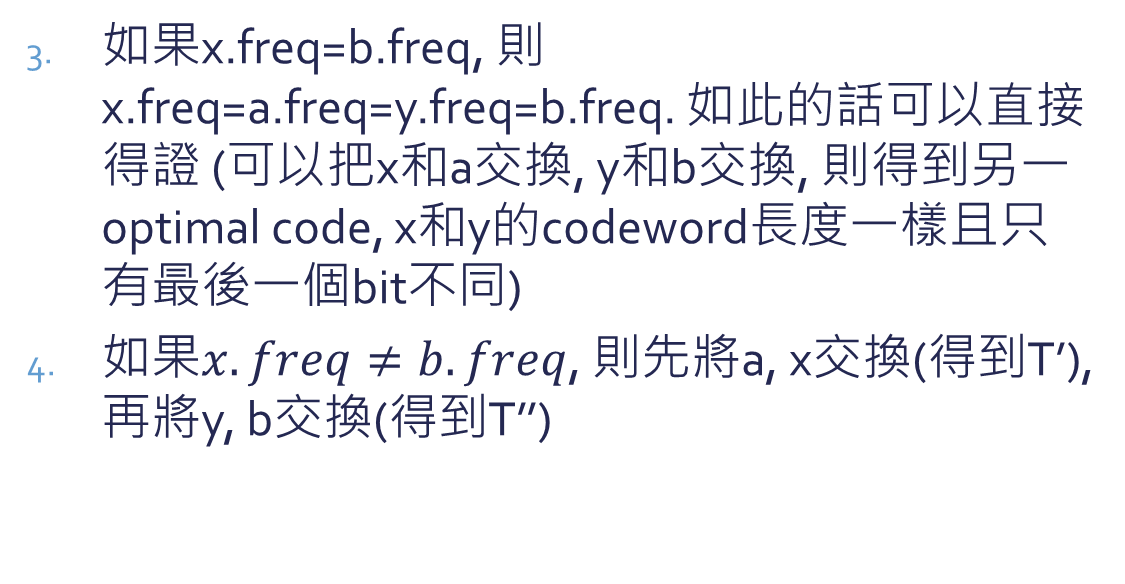 3. 如果x.freq=b.freq, 則
x.freq=a.freq=y.freq=b.freq. 如此的話可以直接
得證 (可以把x和a交換, y和b交換, 則得到另一
optimal code, x和y的codeword長度一樣且只
有最後一個bit不同)
4. 如果𝑥. 𝑓𝑟𝑒𝑞 ≠ 𝑏. 𝑓𝑟𝑒𝑞, 則先將a, x交換(得到T’),
再將y, b交換(得到T’’)